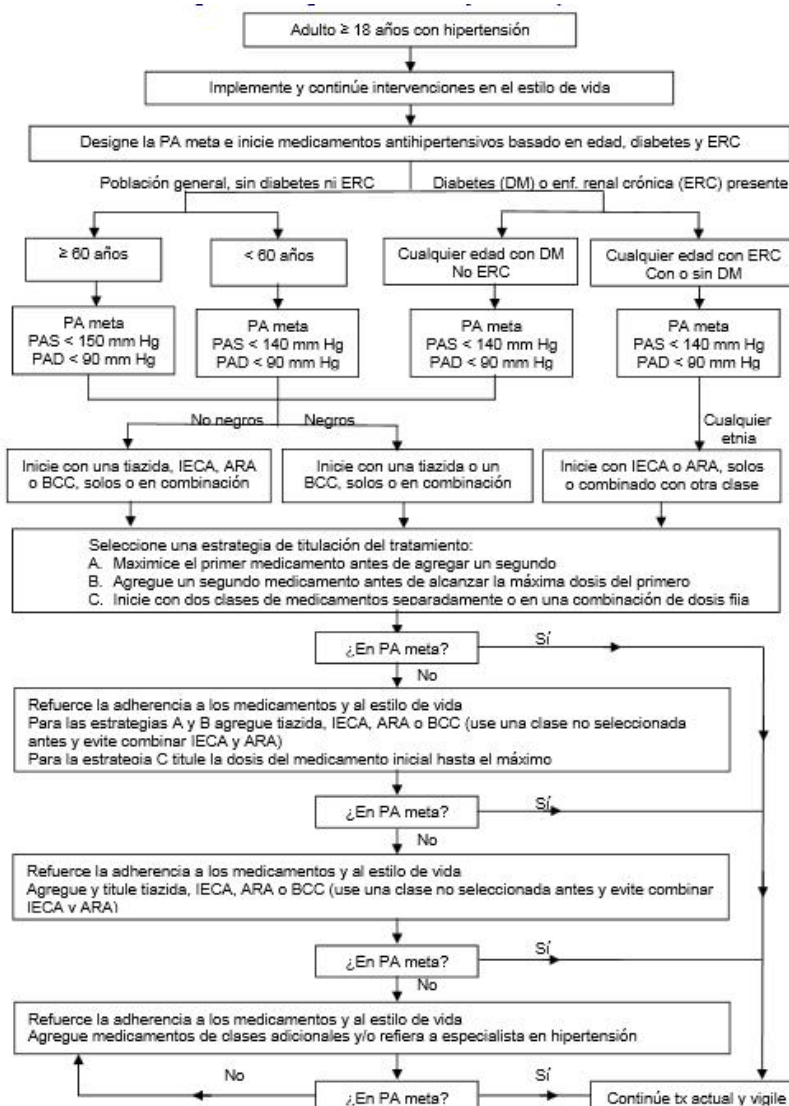 Adulto ≥ 18 años con hipertensión
Implemente y continúe intervenciones en el estilo de vida
Designe la PA meta e inicie medicamentos antihipertensivos basado en edad, diabetes y ERC
Población general, sin diabetes ni ERC
Diabetes (DM) o enf. renal crónica (ERC) presente
≥ 60 años
< 60 años
Cualquier edad con DM
No ERC
Cualquier edad con ERC
Con o sin DM
PA meta
PAS < 150 mm Hg
PAD < 90 mm Hg
PA meta
PAS < 140 mm Hg
PAD < 90 mm Hg
PA meta
PAS < 140 mm Hg
PAD < 90 mm Hg
PA meta
PAS < 140 mm Hg
PAD < 90 mm Hg
No negros
Negros
Cualquier
etnia
Inicie con una tiazida, IECA, ARA
o BCC, solos o en combinación
Inicie con una tiazida o un
BCC, solos o en combinación
Inicie con IECA o ARA, solos
o combinado con otra clase
Seleccione una estrategia de titulación del tratamiento:
A. Maximice el primer medicamento antes de agregar un segundo
B. Agregue un segundo medicamento antes de alcanzar la máxima dosis del primero
C. Inicie con dos clases de medicamentos separadamente o en una combinación de dosis fija
¿En PA meta?
Sí
No
Refuerce la adherencia a los medicamentos y al estilo de vida
Para las estrategias A y B agregue tiazida, IECA, ARA o BCC (use una clase no seleccionada
antes y evite combinar IECA y ARA)
Para la estrategia C titule la dosis del medicamento inicial hasta el máximo
¿En PA meta?
Sí
No
Refuerce la adherencia a los medicamentos y al estilo de vida
Agregue y titule tiazida, IECA, ARA o BCC (use una clase no seleccionada antes y evite combinar
IECA y ARA)
¿En PA meta?
Sí
No
Refuerce la adherencia a los medicamentos y al estilo de vida
Agregue medicamentos de clases adicionales y/o refiera a especialista en hipertensión
No
¿En PA meta?
Sí
Continúe tx actual y vigile